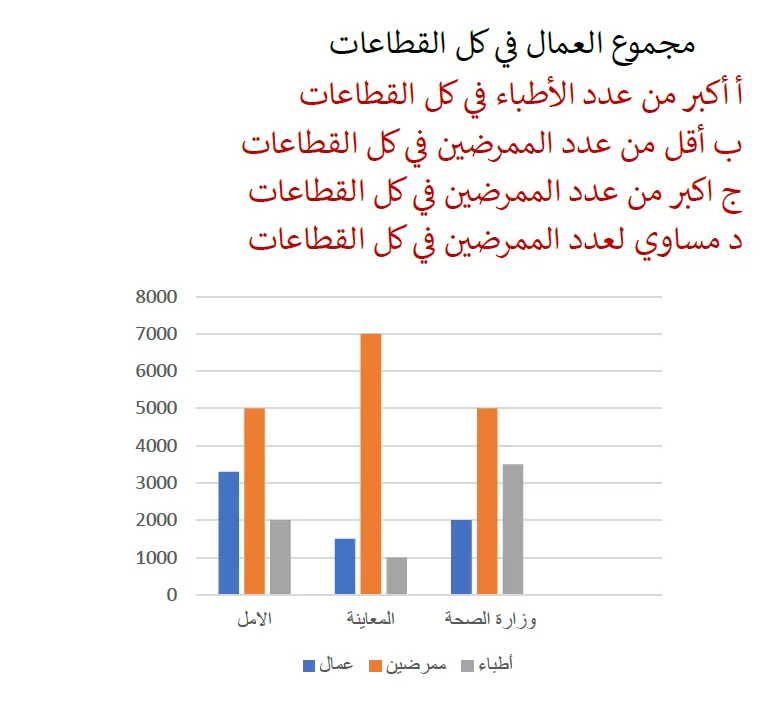 مجموع العمال في كل القطاعات
أ أكبر من عدد الأطباء في كل القطاعات
ب أقل من عدد الممرضين في كل القطاعات
ج اكبر من عدد الممرضين في كل القطاعات
د مساوي لعدد الممرضين في كل القطاعات
8000
7000
6000
5000
4000
3000
2000
1000
0
الامل المعاينة وزارة الصحة
عمال ممرضين أطباء